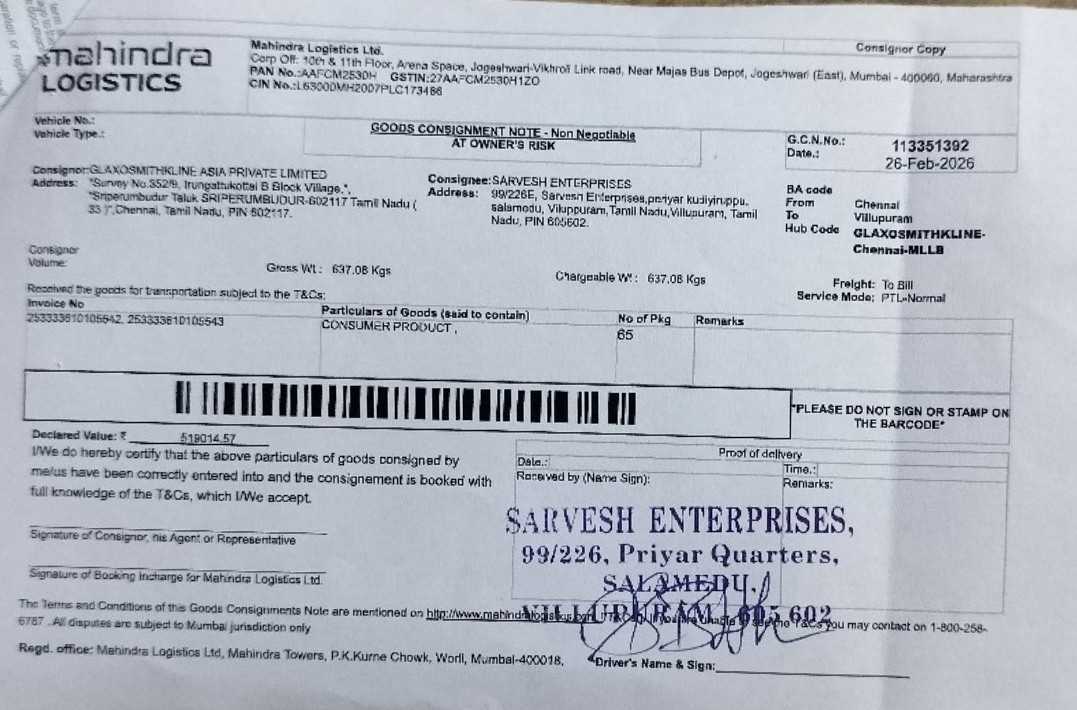 mahindra
LOGISTICS
Mahindra Logistics Ltd.
Corp Off: 10th & 11th Floor, Arena Space, Jogeshwari-Vikhroli Link road, Near Majas Bus Depot, Jogeshwari (East), Mumbai - 400060, Maharashtra
PAN No.:AAFCM2530H GSTIN:27AAFCM2530H1ZO
CIN No.:L63000MH2007PLC173466
Consignor Copy
Vehicle No.:
Vehicle Type.:
GOODS CONSIGNMENT NOTE - Non Negotiable
AT OWNER'S RISK
G.C.N.No.: 113351392
Date.: 26-Feb-2026
Consignor:GLAXOSMITHKLINE ASIA PRIVATE LIMITED
Address: "Survey No.352/9, Irungattukottai B Block Village,",
"Sriperumbudur Taluk SRIPERUMBUDUR-602117 Tamil Nadu (
33 )",Chennai, Tamil Nadu, PIN 602117.
Consignee:SARVESH ENTERPRISES
Address: 99/226E, Sarvesh Enterprises,periyar kudiyiruppu,
salamedu, Viluppuram,Tamil Nadu,Villupuram, Tamil
Nadu, PIN 605602.
BA code
From Chennai
To Villupuram
Hub Code GLAXOSMITHKLINE-
Chennai-MLLB
Consignor
Volume:
Gross Wt : 637.08 Kgs
Chargeable Wt : 637.08 Kgs
Freight: To Bill
Service Mode: PTL-Normal
Received the goods for transportation subject to the T&Cs:
Invoice No
253333610105542, 253333610105543
Particulars of Goods (said to contain)
CONSUMER PRODUCT ,
No of Pkg
65
Remarks
"PLEASE DO NOT SIGN OR STAMP ON
THE BARCODE"
Declared Value: ₹ 519014.57
I/We do hereby certify that the above particulars of goods consigned by
me/us have been correctly entered into and the consignement is booked with
full knowledge of the T&Cs, which I/We accept.
Proof of delivery
Date.:
Time.:
Received by (Name Sign):
Remarks:
SARVESH ENTERPRISES,
99/226, Priyar Quarters,
SALAMEDU,
VILLUPURAM - 605 602
Signature of Consignor, his Agent or Representative
Signature of Booking Incharge for Mahindra Logistics Ltd.
The Terms and Conditions of this Goods Consignments Note are mentioned on http://www.mahindralogistics.com you may contact on 1-800-258-
6787 . All disputes are subject to Mumbai jurisdiction only
Regd. office: Mahindra Logistics Ltd, Mahindra Towers, P.K.Kurne Chowk, Worli, Mumbai-400018.
Driver's Name & Sign: